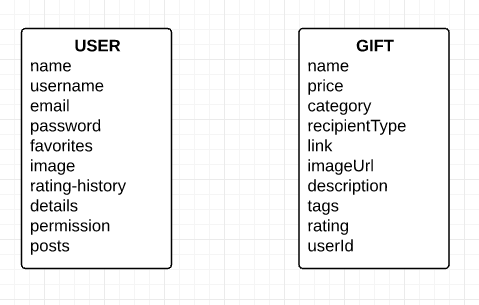 USER
name
username
email
password
favorites
image
rating-history
details
permission
posts
GIFT
name
price
category
recipientType
link
imageUrl
description
tags
rating
userId